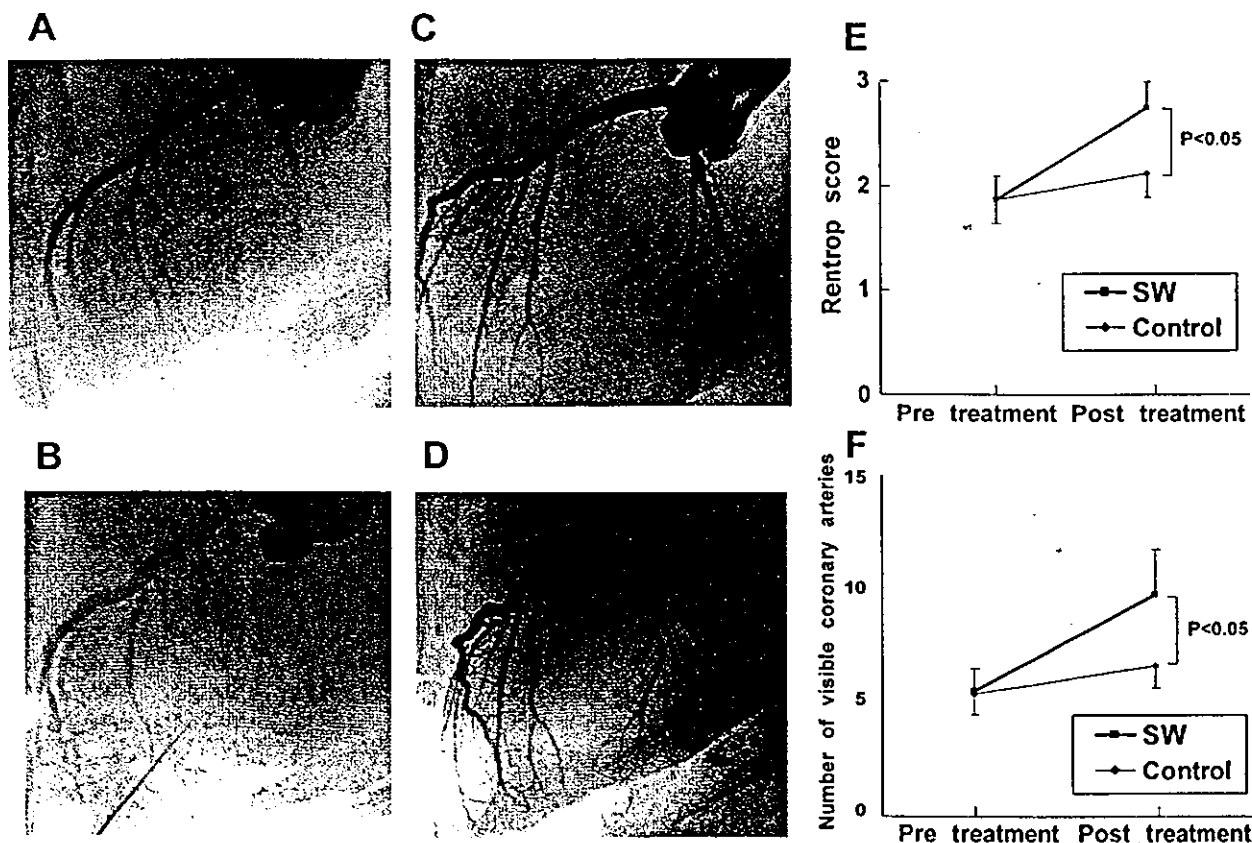 A
C
E
B
D
F
Rentrop score
3
2
1
0
P<0.05
SW
Control
Pre treatment Post treatment
Number of visible coronary arteries
15
10
5
0
P<0.05
SW
Control
Pre treatment Post treatment